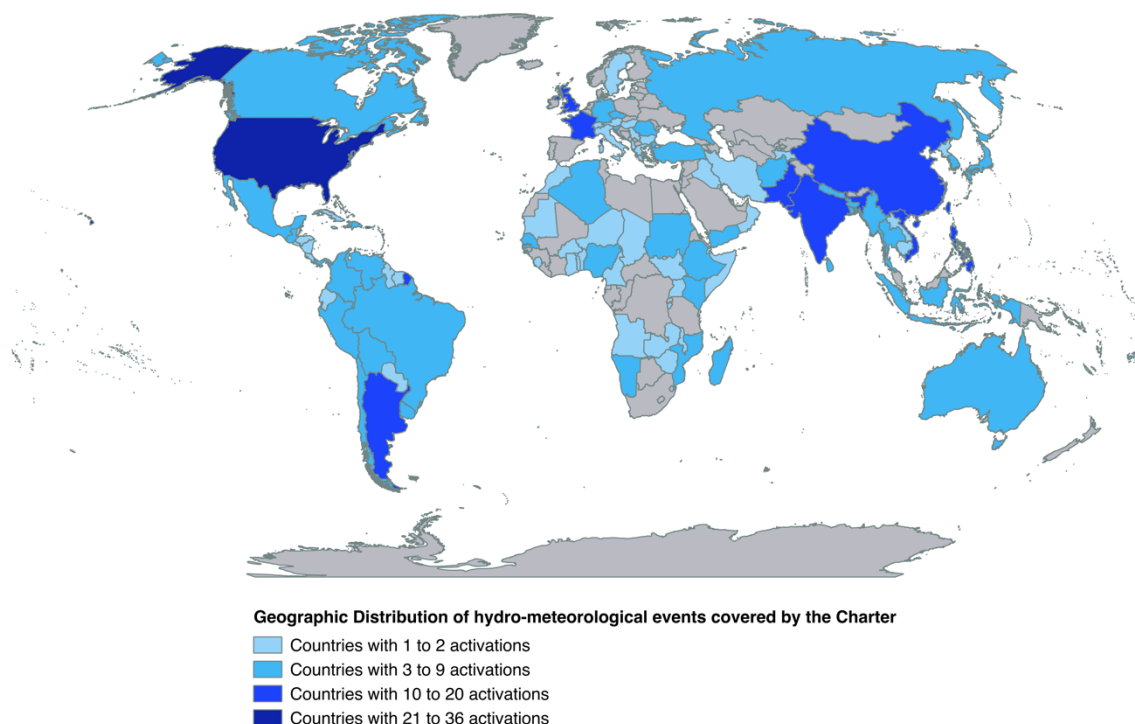 Geographic Distribution of hydro-meteorological events covered by the Charter
Countries with 1 to 2 activations
Countries with 3 to 9 activations
Countries with 10 to 20 activations
Countries with 21 to 36 activations